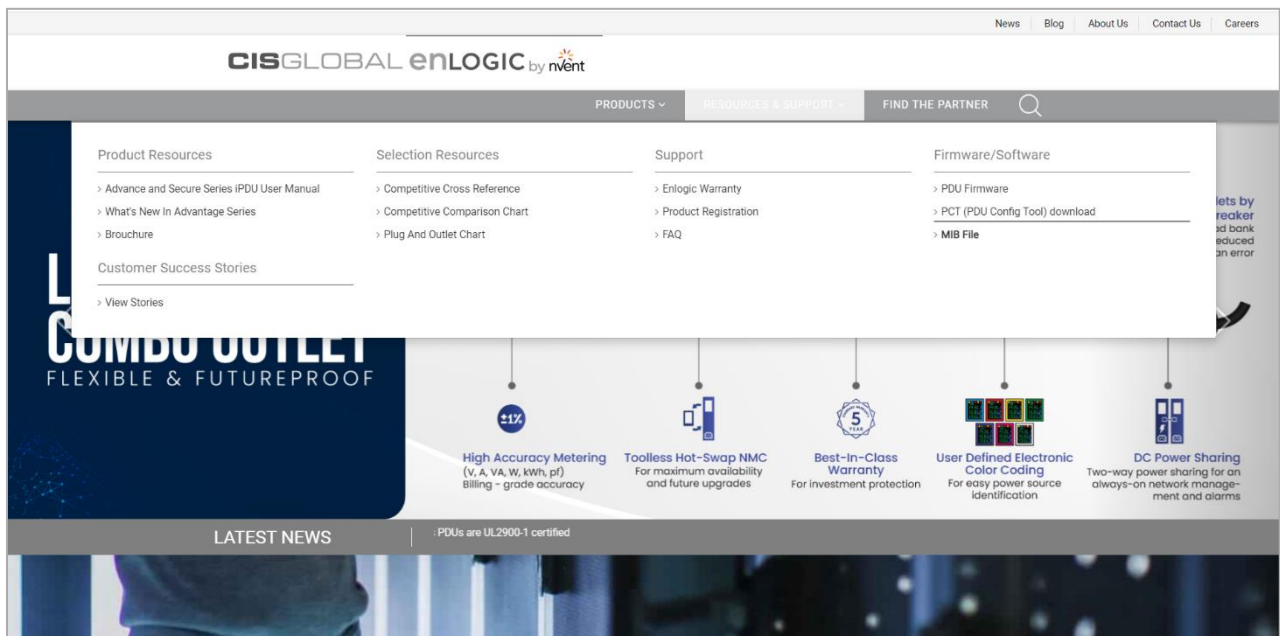 News Blog About Us Contact Us Careers
CISGLOBAL enLOGIC by nvent
PRODUCTS RESOURCES & SUPPORT FIND THE PARTNER
Product Resources
> Advance and Secure Series iPDU User Manual
> What's New In Advantage Series
> Brouchure
Customer Success Stories
> View Stories
Selection Resources
> Competitive Cross Reference
> Competitive Comparison Chart
> Plug And Outlet Chart
Support
> Enlogic Warranty
> Product Registration
> FAQ
Firmware/Software
> PDU Firmware
> PCT (PDU Config Tool) download
> MIB File
lets by
reaker
ad bank
educed
an error
COMBO OUTLET
FLEXIBLE & FUTUREPROOF
±1%
High Accuracy Metering
(V, A, VA, W, kWh, pf)
Billing - grade accuracy
Toolless Hot-Swap NMC
For maximum availability
and future upgrades
5
YEAR
Best-In-Class
Warranty
For investment protection
User Defined Electronic
Color Coding
For easy power source
identification
DC Power Sharing
Two-way power sharing for an
always-on network manage-
ment and alarms
LATEST NEWS
: PDUs are UL2900-1 certified